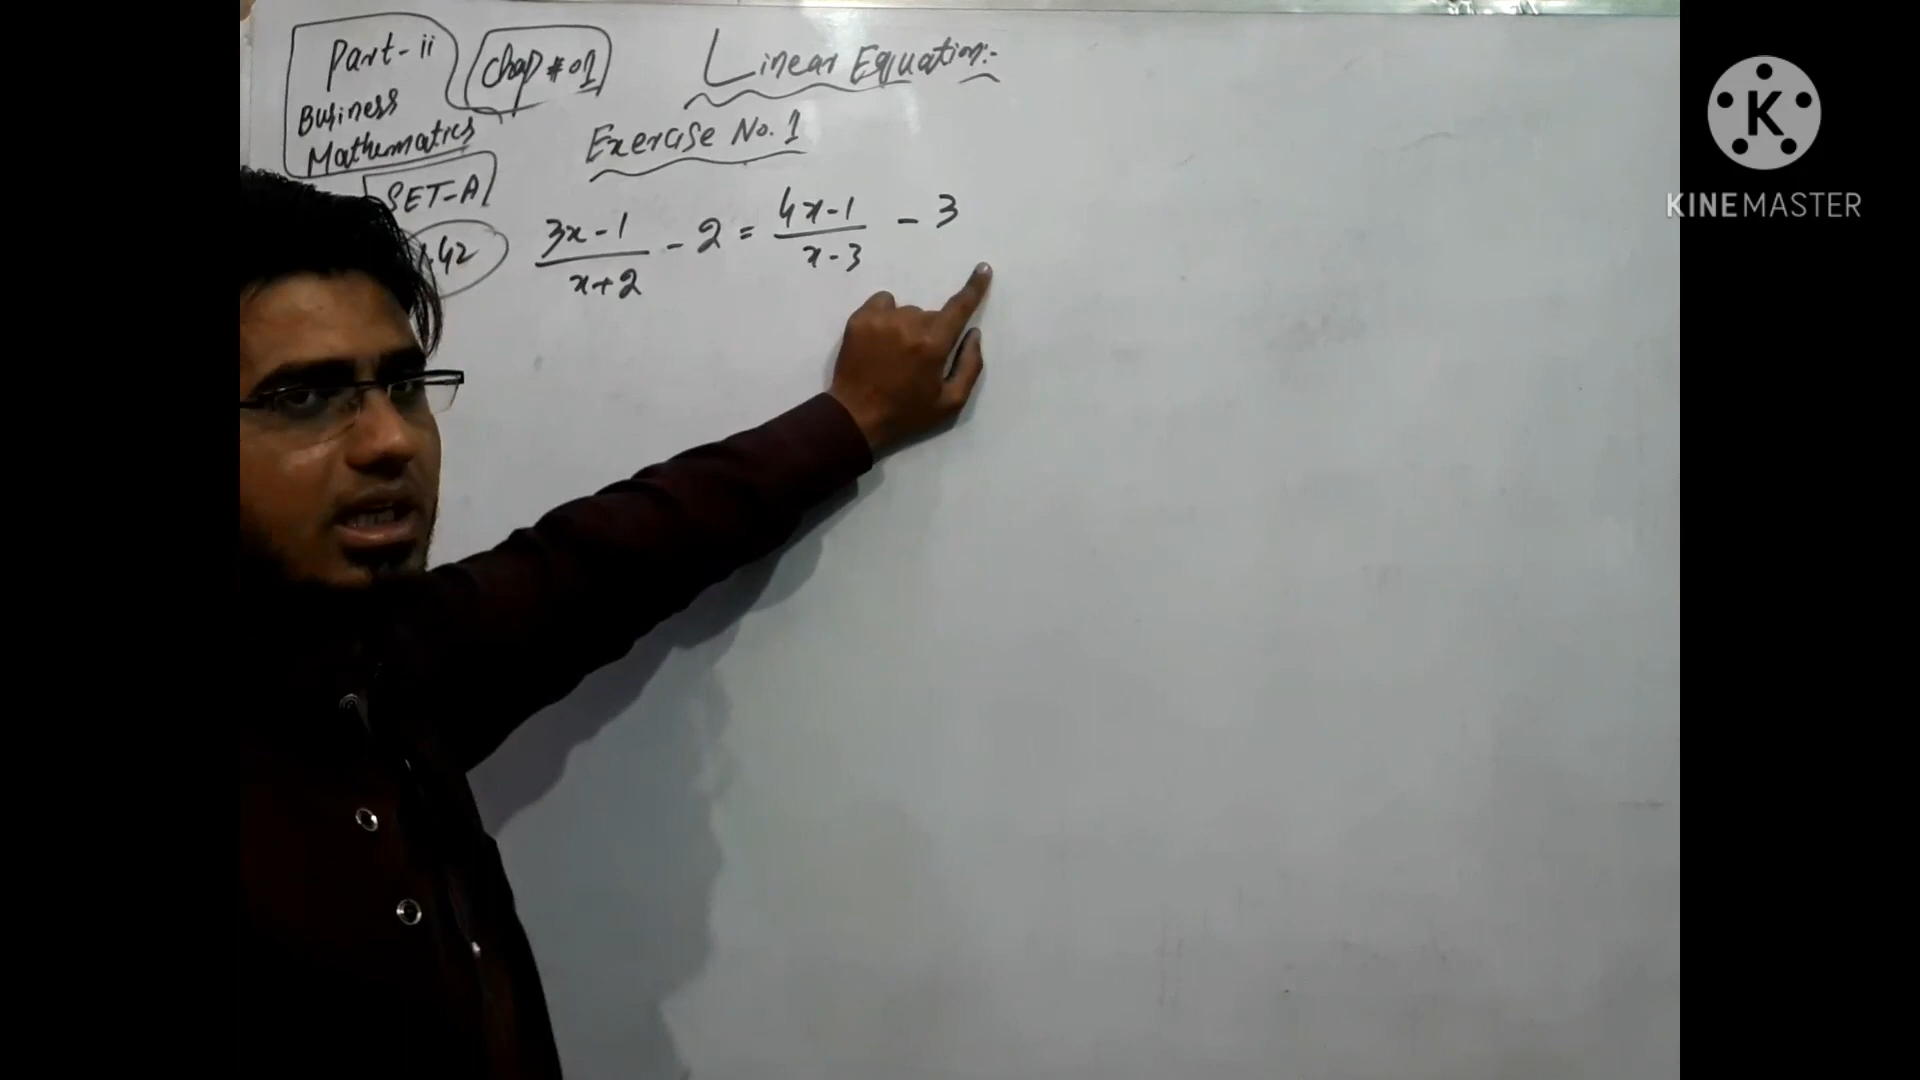 Part-ii
Business
Mathematics
Chap # 01
Linear Equation:-
Exercise No. 1
SET-A
.42
3x-1/x+2 - 2 = 4x-1/x-3 - 3
K
KINEMASTER